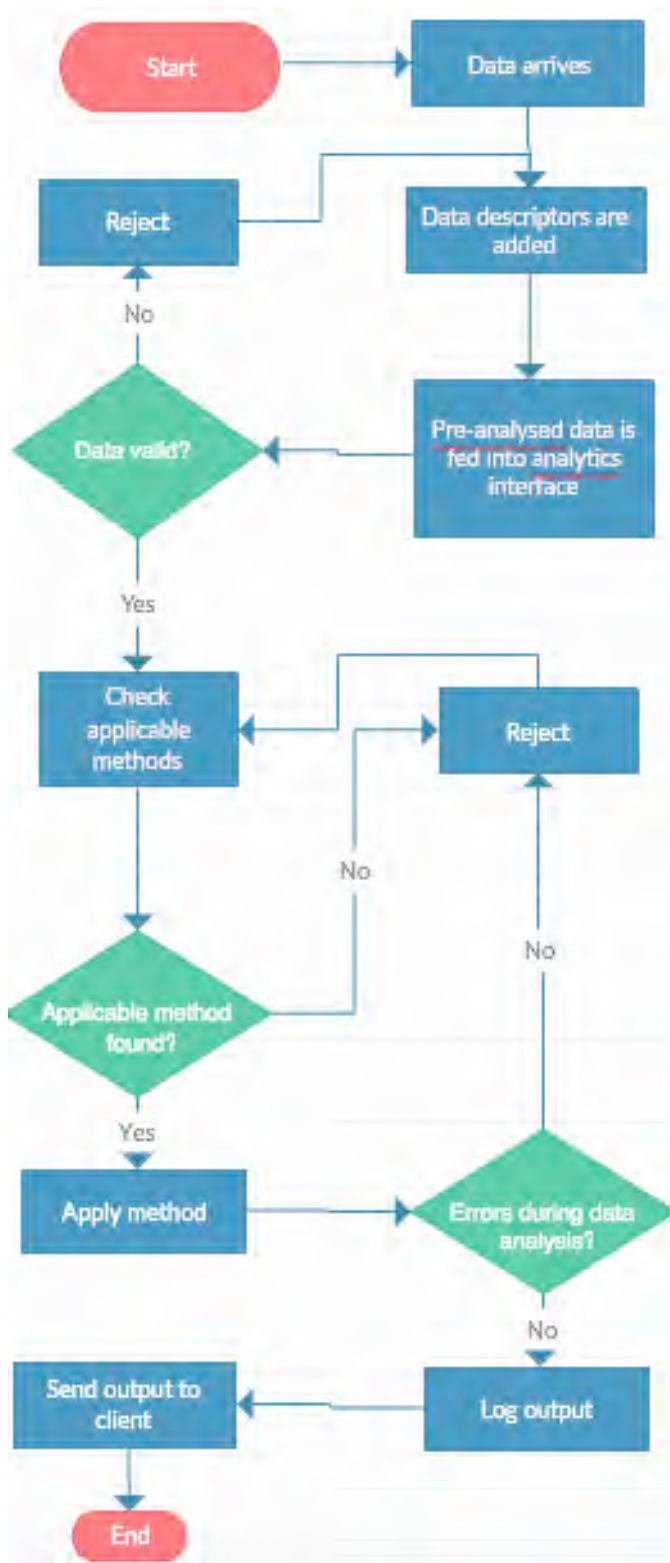 Start
Data arrives
Reject
Data descriptors are
added
No
Data valid?
Pre-analysed data is
fed into analytics
interface
Yes
Check
applicable
methods
Reject
No
No
Applicable method
found?
Yes
Apply method
Errors during data
analysis?
No
Send output to
client
Log output
End